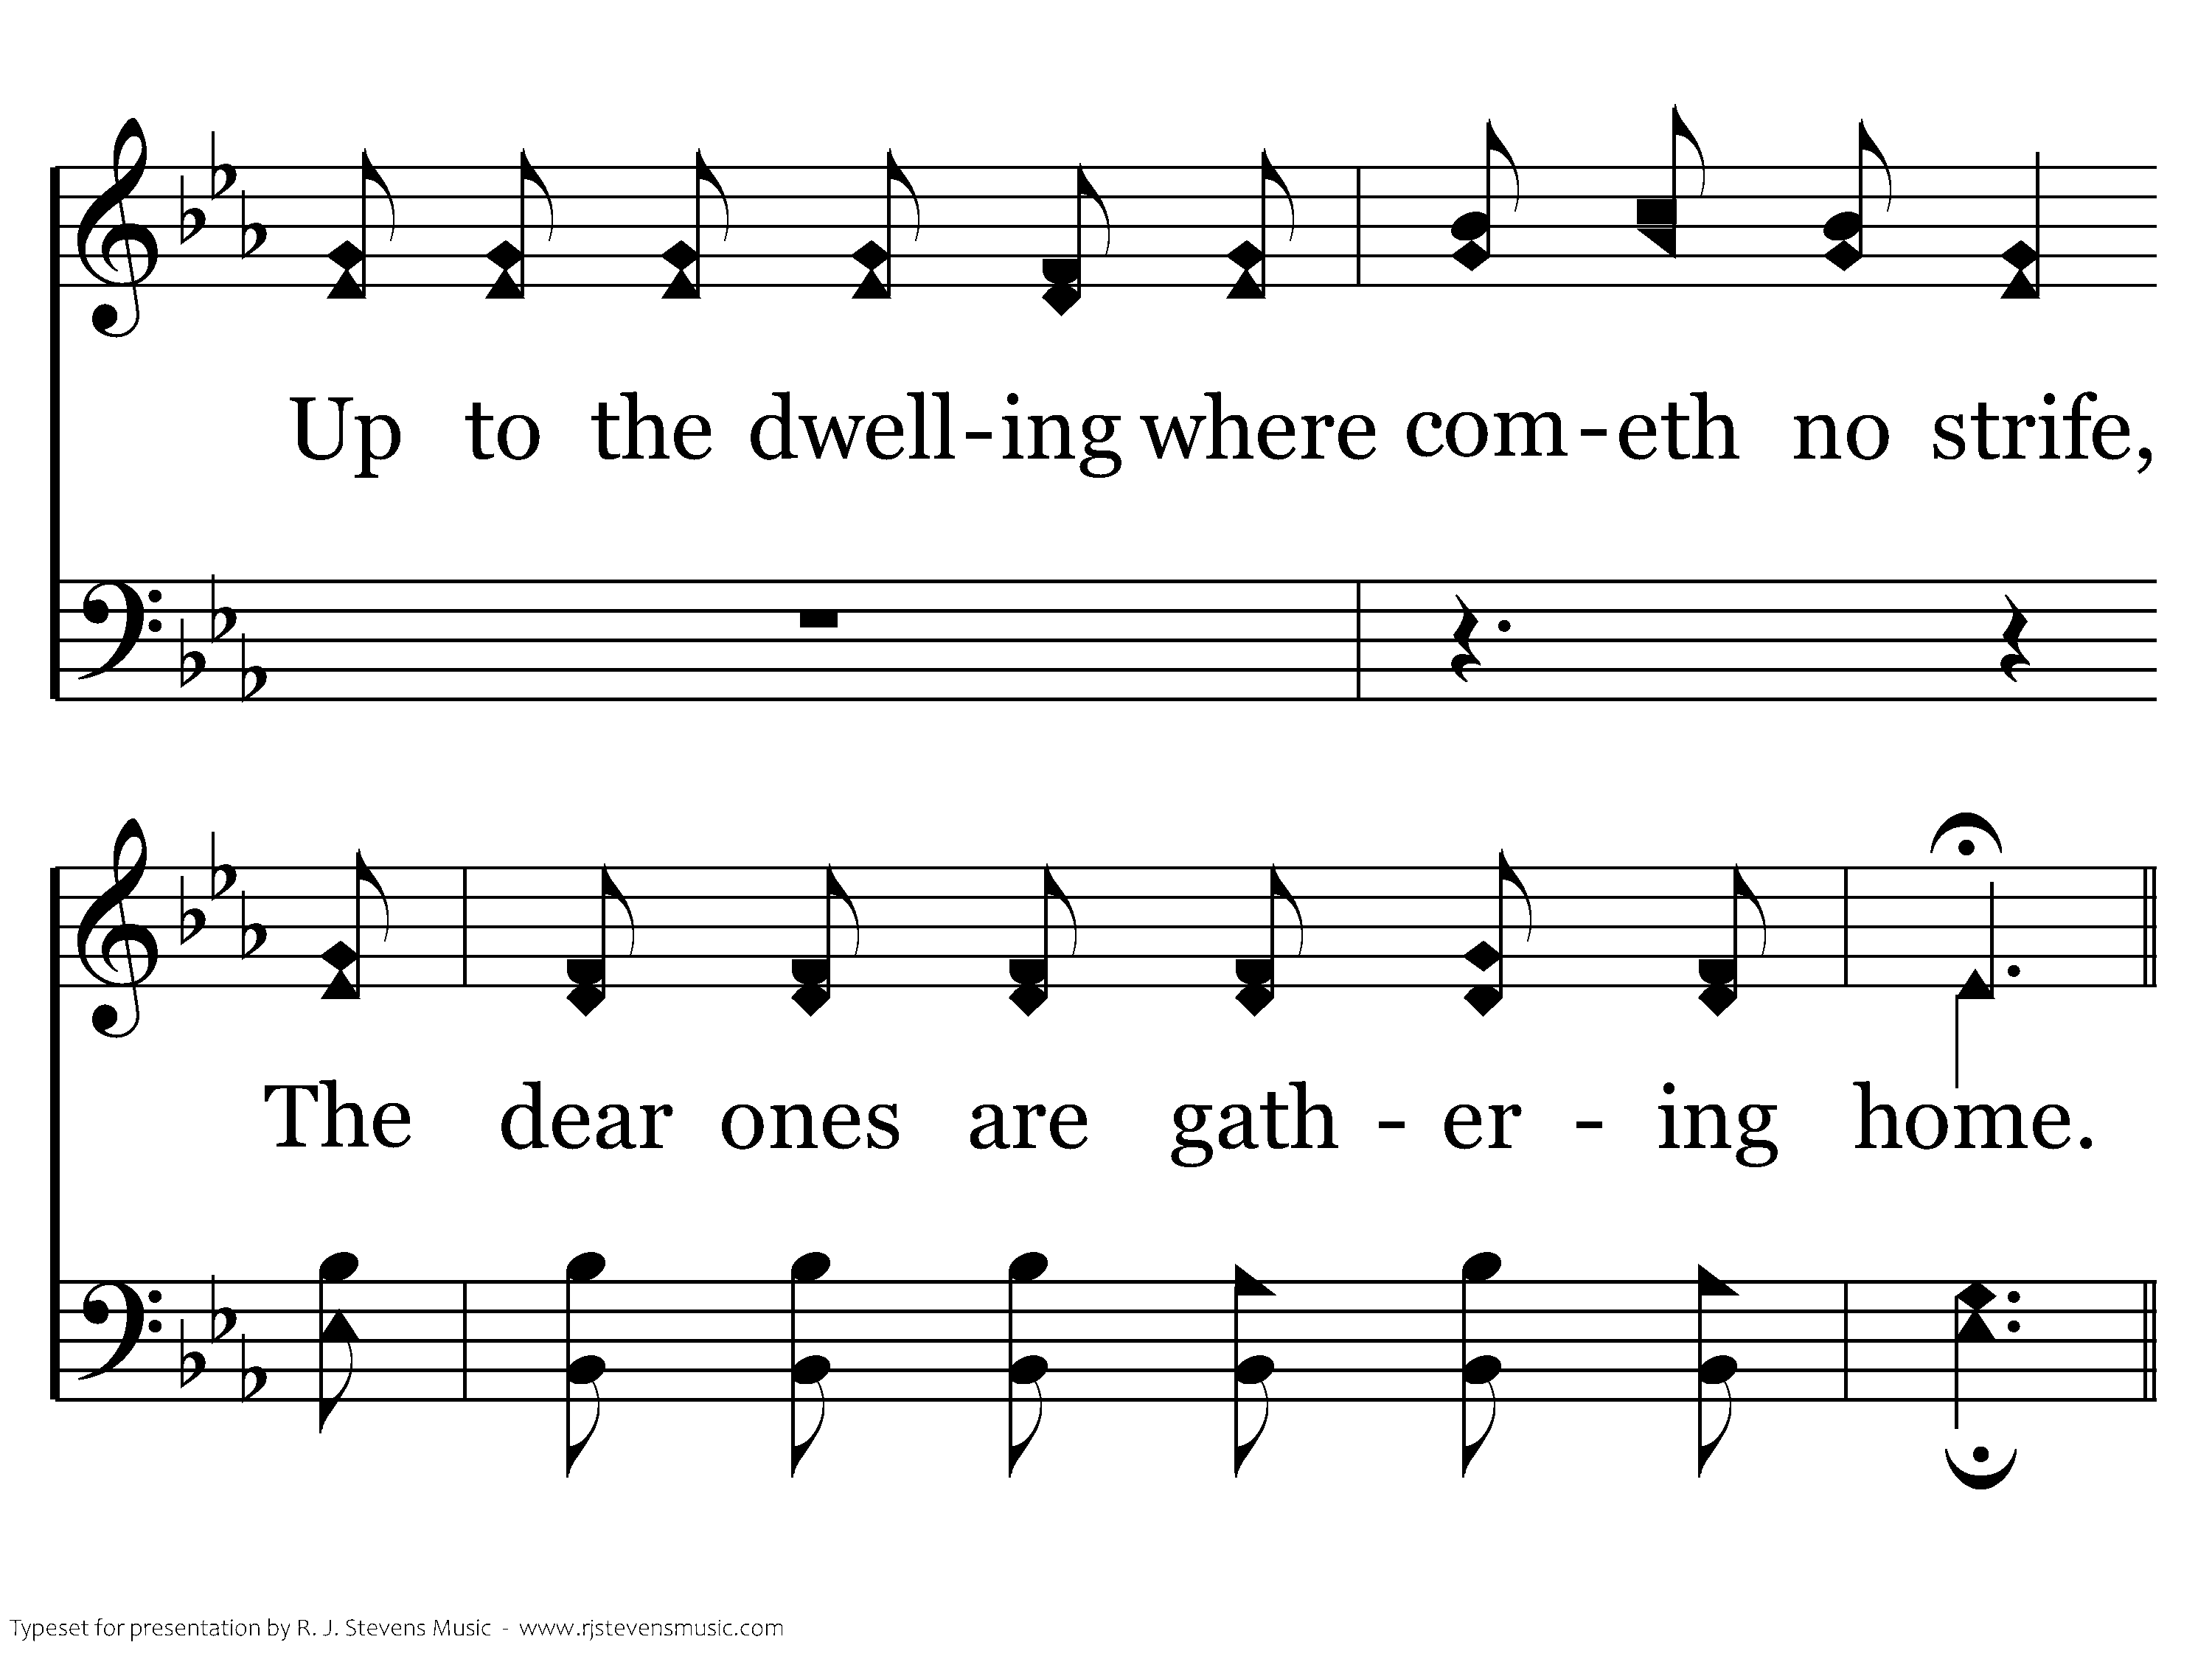 Up to the dwell-ing where com-eth no strife,
The dear ones are gath - er - ing home.
Typeset for presentation by R. J. Stevens Music - www.rjstevensmusic.com